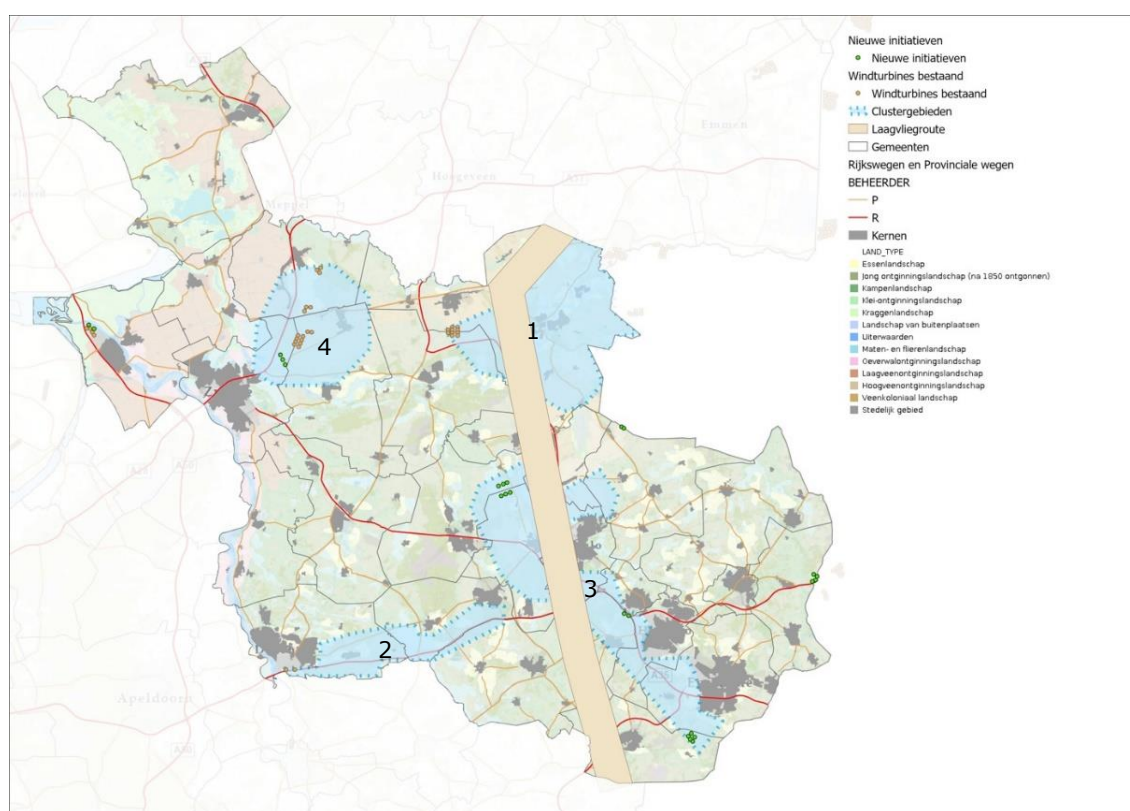 Nieuwe initiatieven
Nieuwe initiatieven
Windturbines bestaand
Windturbines bestaand
Clustergebieden
Laagvliegroute
Gemeenten
Rijkswegen en Provinciale wegen
BEHEERDER
P
R
Kernen
LAND_TYPE
Essenlandschap
Jong ontginningslandschap (na 1850 ontgonnen)
Kampenlandschap
Klei-ontginningslandschap
Kraggenlandschap
Landschap van buitenplaatsen
Uiterwaarden
Maten- en flierenlandschap
Oeverwalontginningslandschap
Laagveenontginningslandschap
Hoogveenontginningslandschap
Veenkoloniaal landschap
Stedelijk gebied
Emmen
Hoogeveen
Meppel
1
4
3
2
A35
Apeldoorn